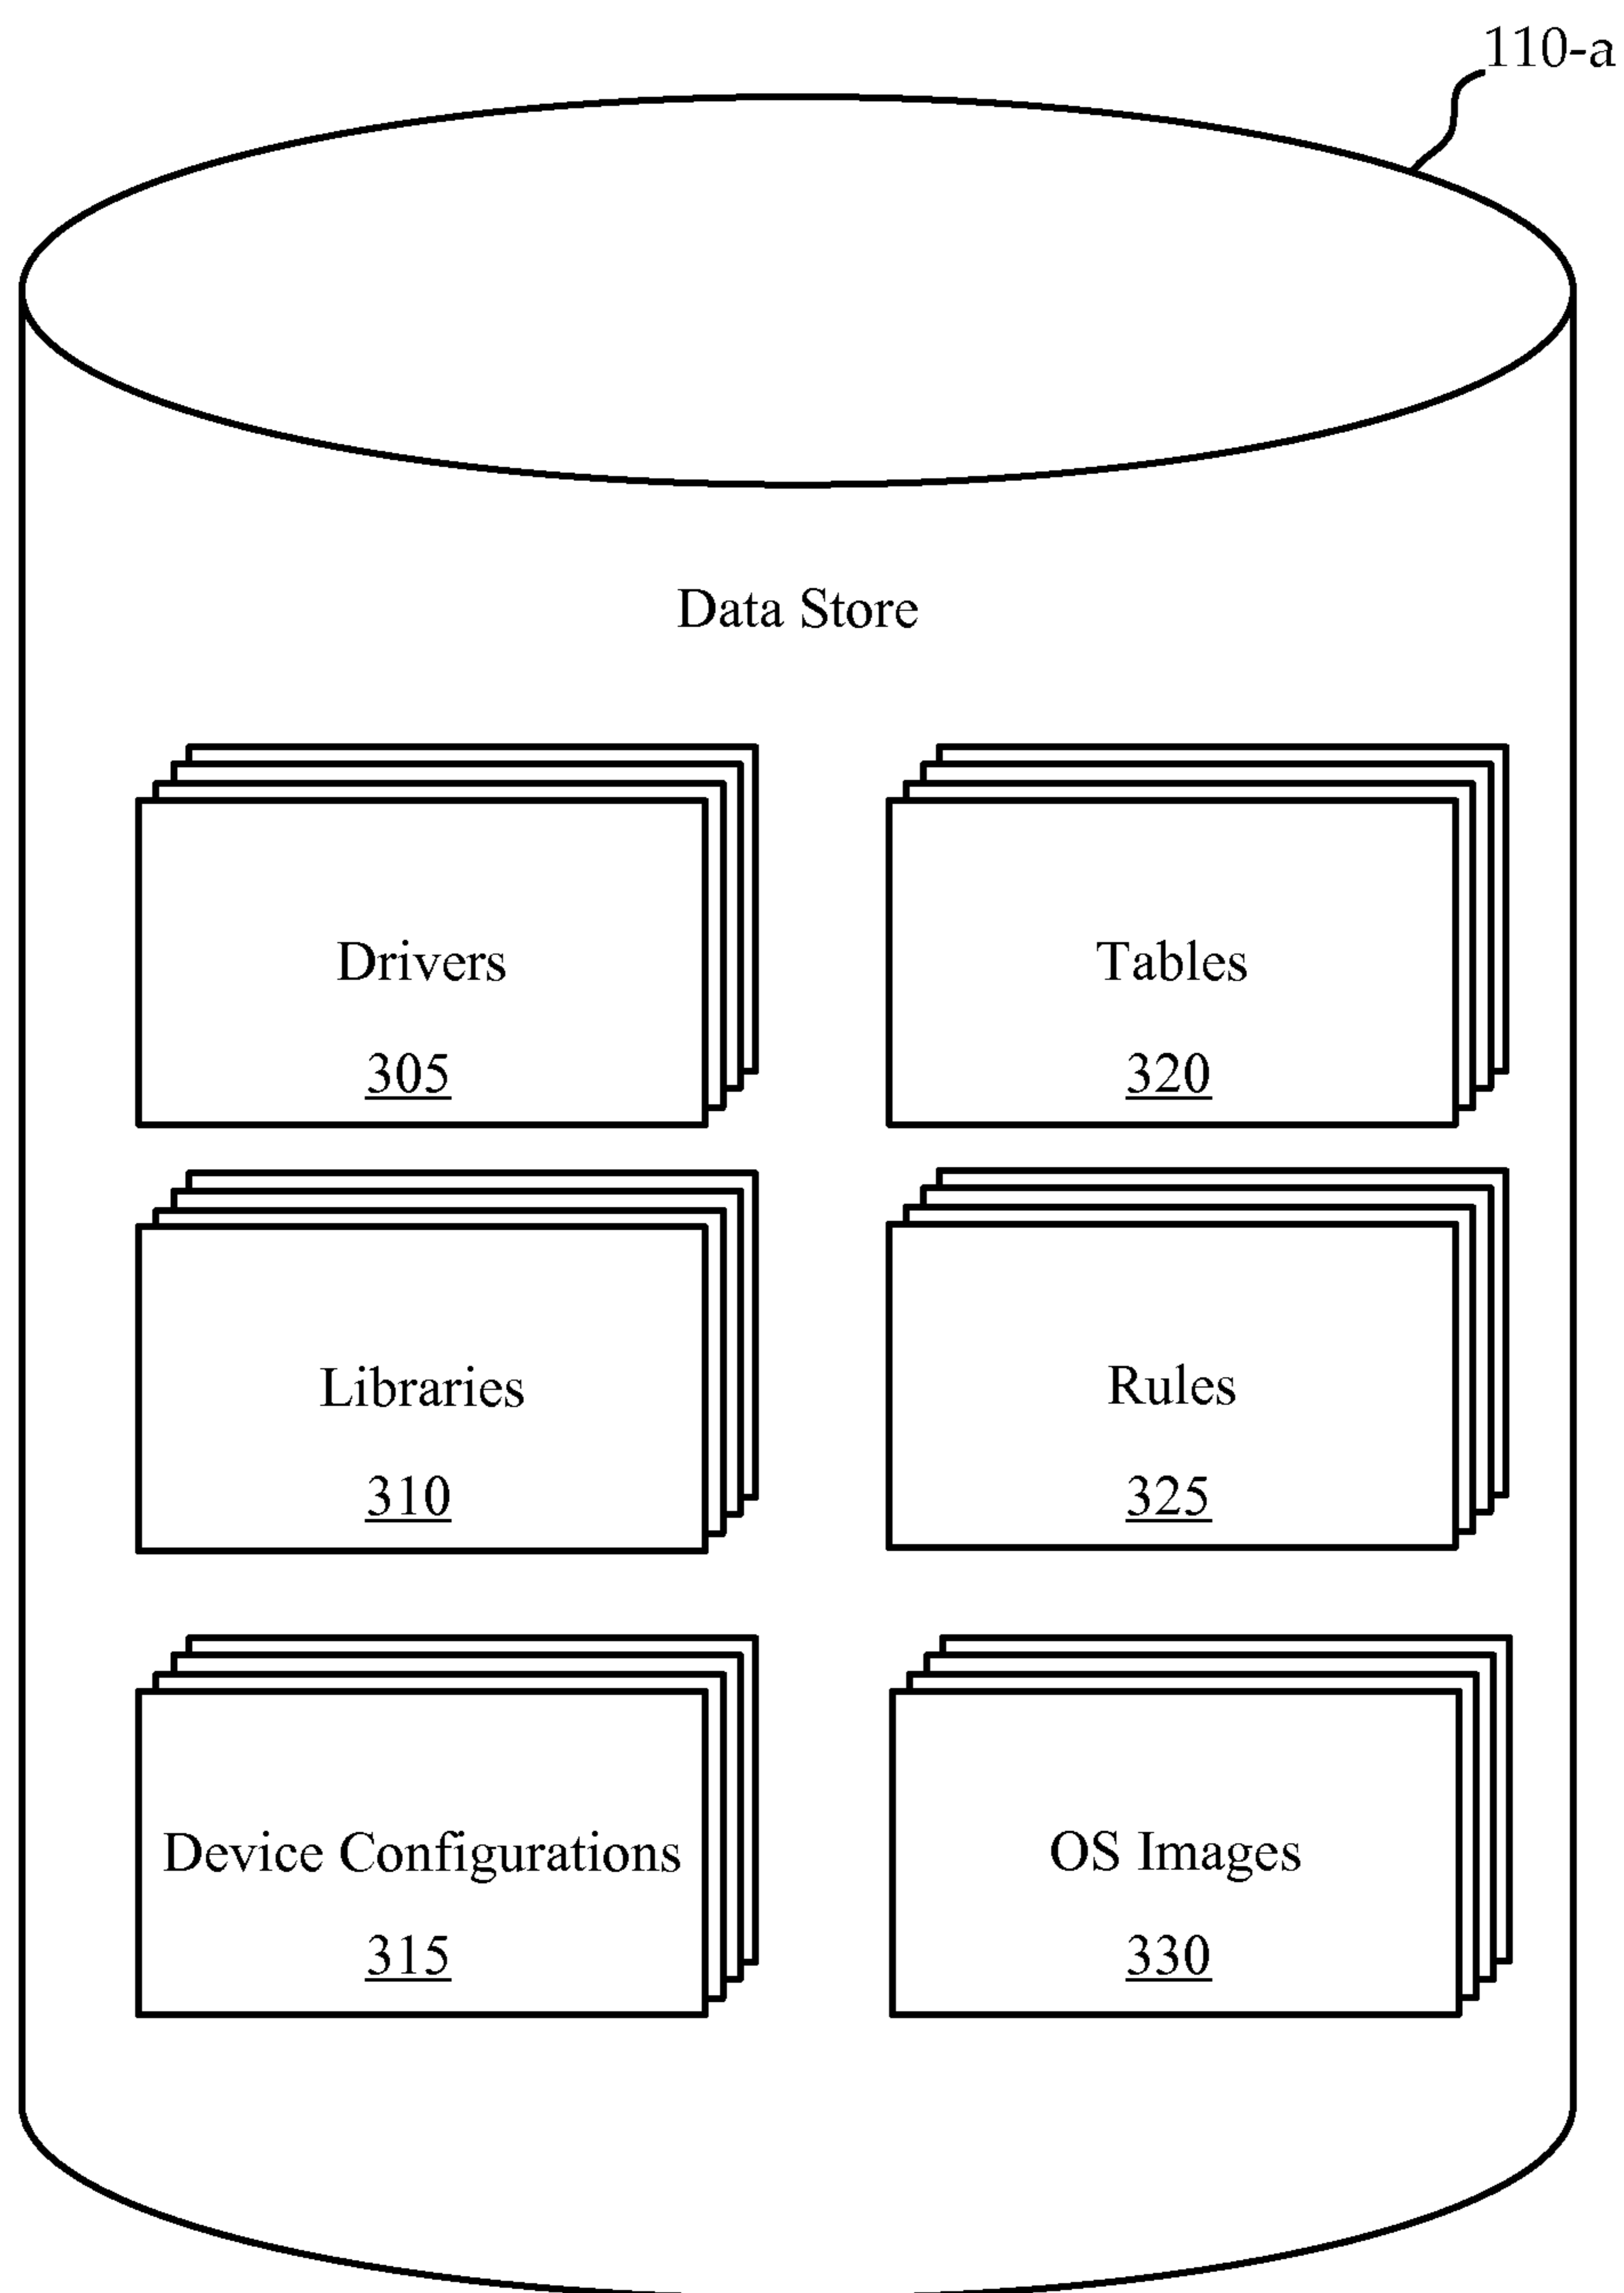 110-a
Data Store
Drivers
305
Tables
320
Libraries
310
Rules
325
Device Configurations
315
OS Images
330